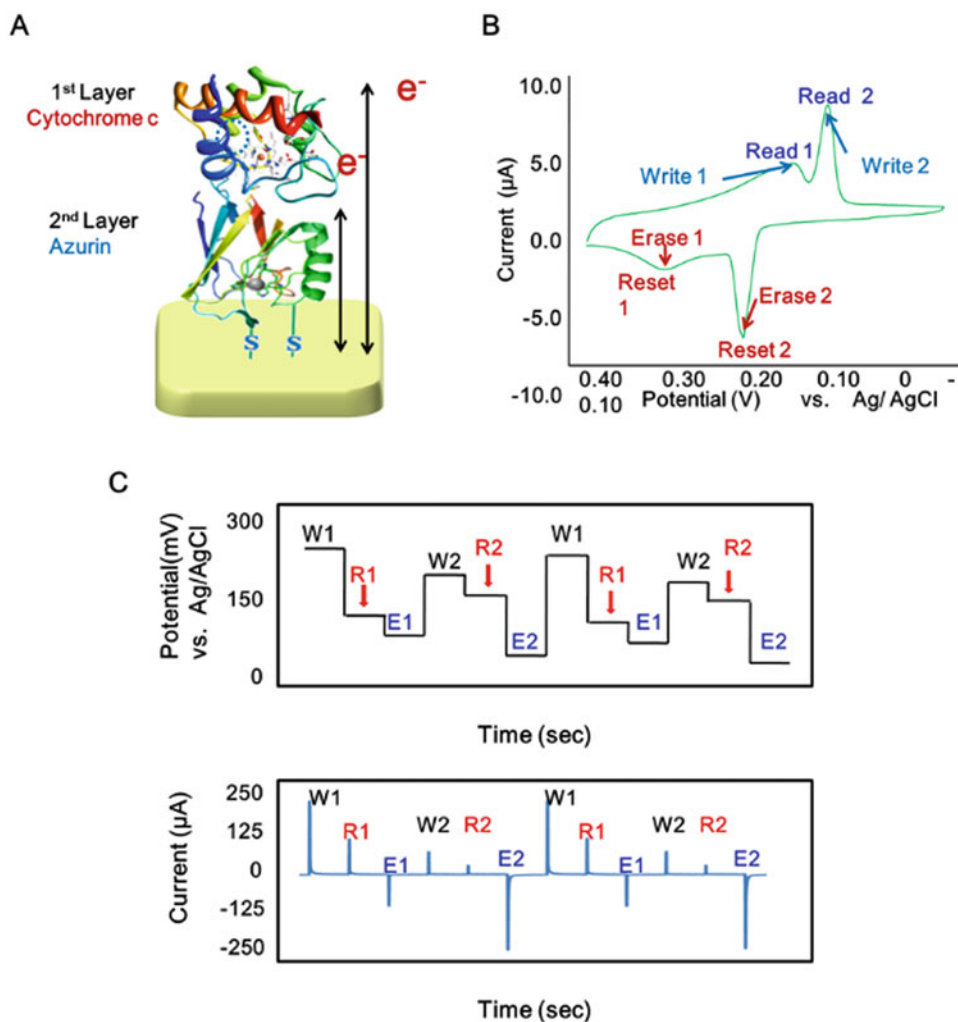 A
1st Layer
Cytochrome c
e-
e-
2nd Layer
Azurin
S S
B
10.0
5.0
0.0
-5.0
-10.0
Current (µA)
Read 2
Read 1
Write 1
Write 2
Erase 1
Reset
1
Erase 2
Reset 2
0.40 0.30 0.20 0.10 0 -
0.10 Potential (V) vs. Ag/ AgCl
C
Potential(mV)
vs. Ag/AgCl
300
150
0
W1
R1
E1
W2
R2
E2
W1
R1
E1
W2
R2
E2
Time (sec)
Current (µA)
250
125
0
-125
-250
W1
R1
E1
W2
R2
E2
W1
R1
E1
W2
R2
E2
Time (sec)